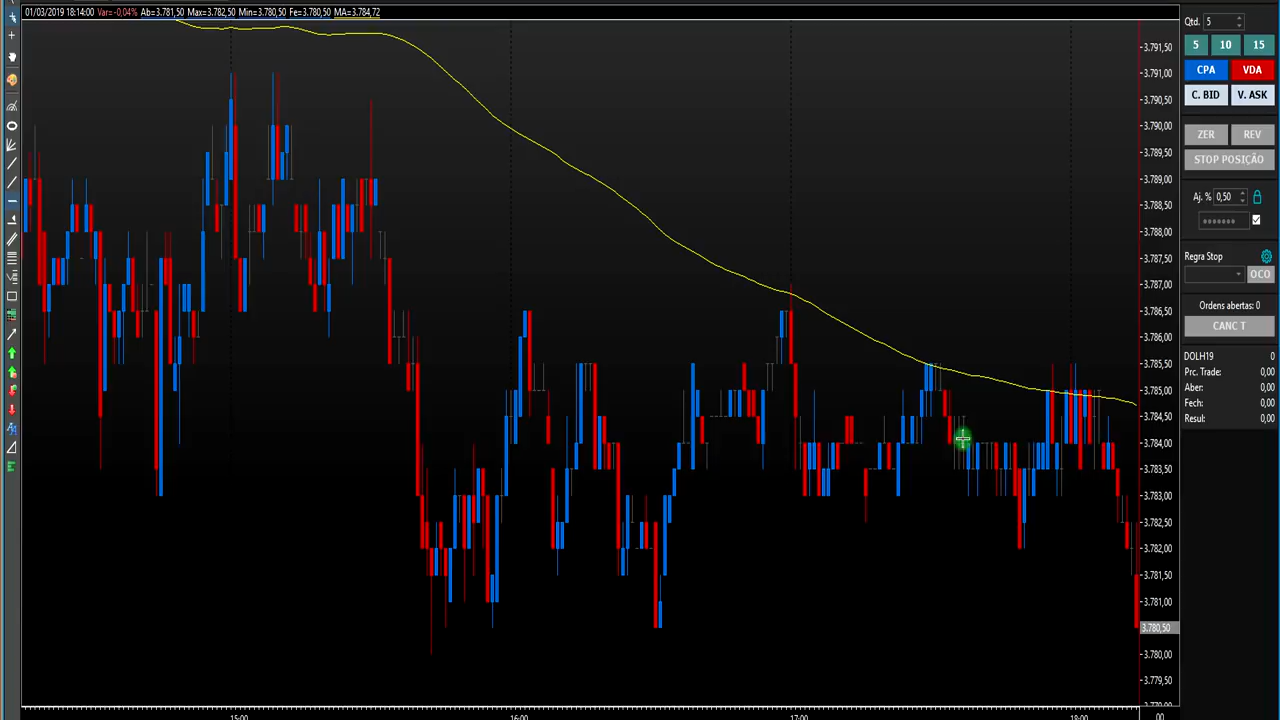 01/03/2019 18:14:00 Var=-0,04% Ab=3.781,50 Max=3.782,50 Min=3.780,50 Fe=3.780,50 MA=3.784,72
Qtd. 5
5 10 15
CPA VDA
C. BID V. ASK
ZER REV
STOP POSIÇÃO
Aj. % 0,50
Regra Stop
OCO
Ordens abertas: 0
CANC T
DOLH19 0
Prc. Trade: 0,00
Aber: 0,00
Fech: 0,00
Resul: 0,00
3.791,50
3.791,00
3.790,50
3.790,00
3.789,50
3.789,00
3.788,50
3.788,00
3.787,50
3.787,00
3.786,50
3.786,00
3.785,50
3.785,00
3.784,50
3.784,00
3.783,50
3.783,00
3.782,50
3.782,00
3.781,50
3.781,00
3.780,50
3.780,00
3.779,50
15:00 16:00 17:00 18:00